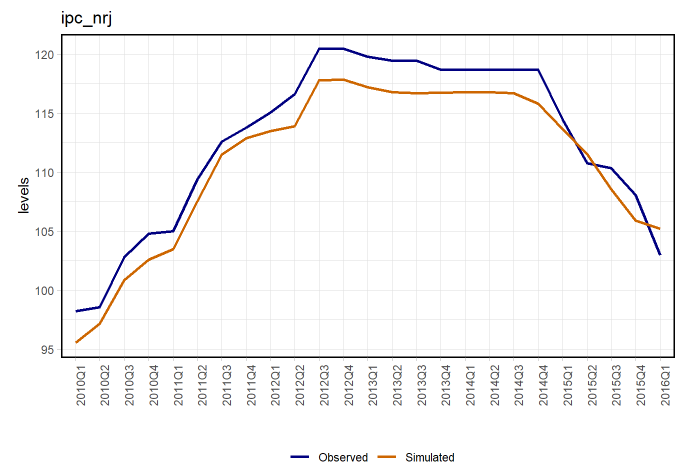 ipc_nrj
levels
120
115
110
105
100
95
2010Q1
2010Q2
2010Q3
2010Q4
2011Q1
2011Q2
2011Q3
2011Q4
2012Q1
2012Q2
2012Q3
2012Q4
2013Q1
2013Q2
2013Q3
2013Q4
2014Q1
2014Q2
2014Q3
2014Q4
2015Q1
2015Q2
2015Q3
2015Q4
2016Q1
Observed Simulated